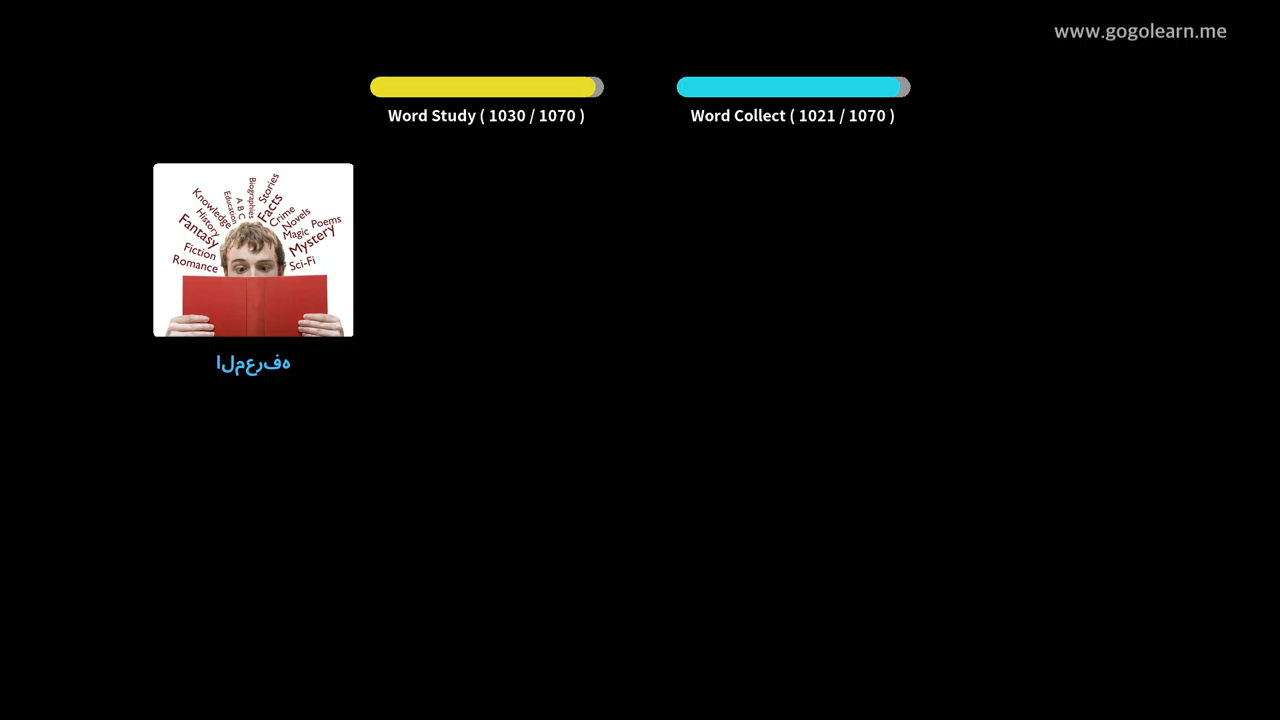 www.gogolearn.me
Word Study ( 1030 / 1070 )
Word Collect ( 1021 / 1070 )
Knowledge
History
Fantasy
Fiction
Romance
Education
A B C
Biographies
Stories
Facts
Crime
Novels
Magic
Poems
Mystery
Sci-Fi
المعرفه